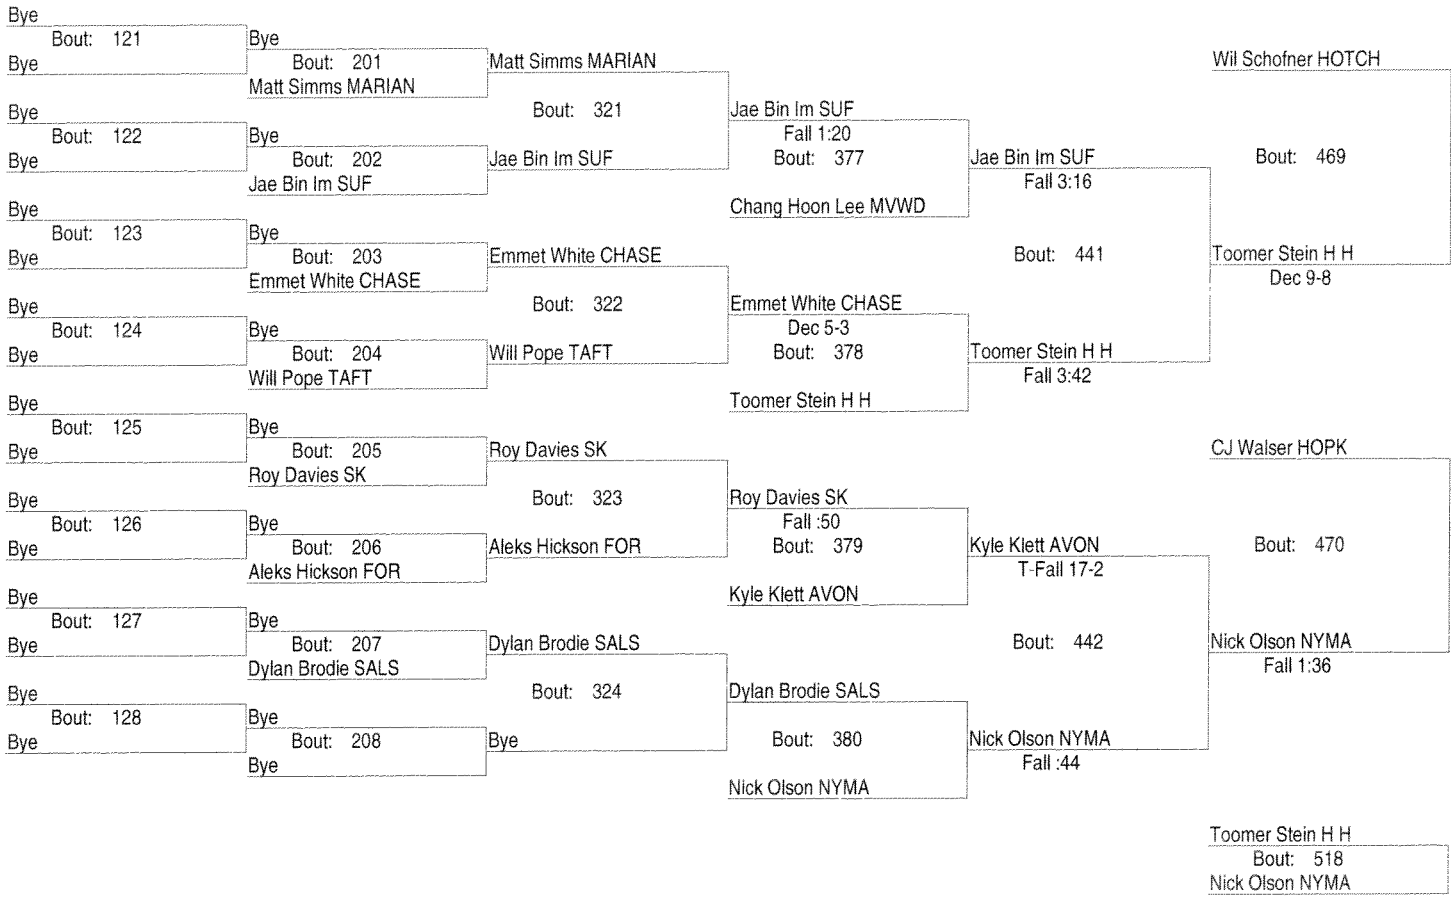 Bye
Bout: 121
Bye
Bye
Bout: 122
Bye
Bye
Bout: 123
Bye
Bye
Bout: 124
Bye
Bye
Bout: 125
Bye
Bye
Bout: 126
Bye
Bye
Bout: 127
Bye
Bye
Bout: 128
Bye
Bye
Bout: 201
Matt Simms MARIAN
Bye
Bout: 202
Jae Bin Im SUF
Bye
Bout: 203
Emmet White CHASE
Bye
Bout: 204
Will Pope TAFT
Bye
Bout: 205
Roy Davies SK
Bye
Bout: 206
Aleks Hickson FOR
Bye
Bout: 207
Dylan Brodie SALS
Bye
Bout: 208
Bye
Matt Simms MARIAN
Bout: 321
Jae Bin Im SUF
Emmet White CHASE
Bout: 322
Will Pope TAFT
Roy Davies SK
Bout: 323
Aleks Hickson FOR
Dylan Brodie SALS
Bout: 324
Bye
Jae Bin Im SUF
Fall 1:20
Bout: 377
Chang Hoon Lee MVWD
Emmet White CHASE
Dec 5-3
Bout: 378
Toomer Stein H H
Roy Davies SK
Fall :50
Bout: 379
Kyle Klett AVON
Dylan Brodie SALS
Bout: 380
Nick Olson NYMA
Jae Bin Im SUF
Fall 3:16
Bout: 441
Toomer Stein H H
Fall 3:42
Kyle Klett AVON
T-Fall 17-2
Bout: 442
Nick Olson NYMA
Fall :44
Wil Schofner HOTCH
Bout: 469
Toomer Stein H H
Dec 9-8
CJ Walser HOPK
Bout: 470
Nick Olson NYMA
Fall 1:36
Toomer Stein H H
Bout: 518
Nick Olson NYMA